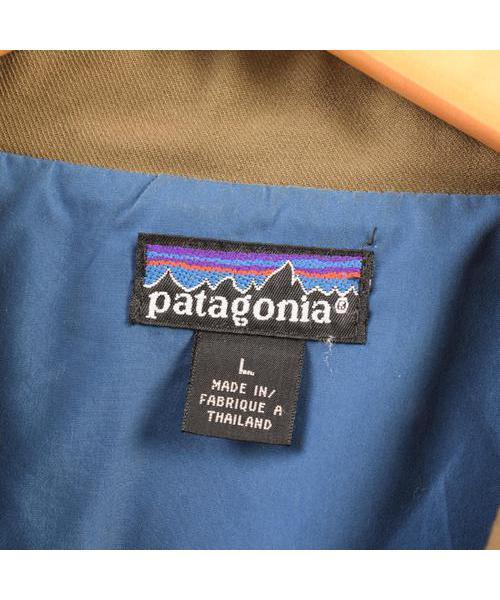 patagonia®
L
MADE IN/
FABRIQUE A
THAILAND